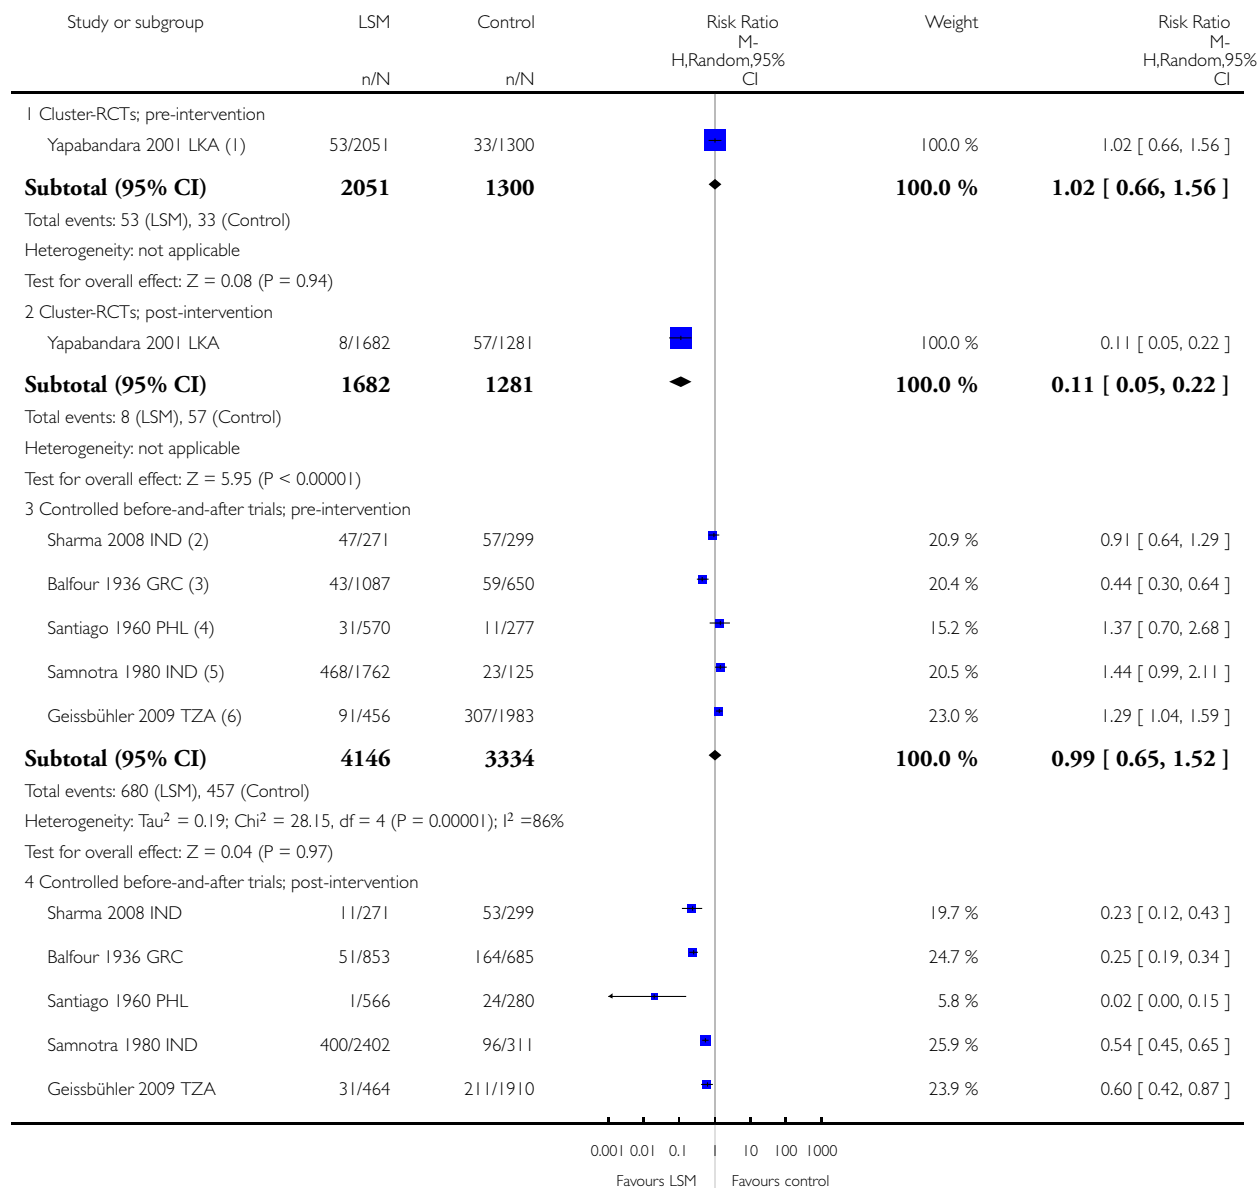 Study or subgroup LSM Control Risk Ratio Weight Risk Ratio
M- M-
H,Random,95% H,Random,95%
n/N n/N CI CI
1 Cluster-RCTs; pre-intervention
Yapabandara 2001 LKA (1) 53/2051 33/1300 100.0 % 1.02 [ 0.66, 1.56 ]
Subtotal (95% CI) 2051 1300 100.0 % 1.02 [ 0.66, 1.56 ]
Total events: 53 (LSM), 33 (Control)
Heterogeneity: not applicable
Test for overall effect: Z = 0.08 (P = 0.94)
2 Cluster-RCTs; post-intervention
Yapabandara 2001 LKA 8/1682 57/1281 100.0 % 0.11 [ 0.05, 0.22 ]
Subtotal (95% CI) 1682 1281 100.0 % 0.11 [ 0.05, 0.22 ]
Total events: 8 (LSM), 57 (Control)
Heterogeneity: not applicable
Test for overall effect: Z = 5.95 (P < 0.00001)
3 Controlled before-and-after trials; pre-intervention
Sharma 2008 IND (2) 47/271 57/299 20.9 % 0.91 [ 0.64, 1.29 ]
Balfour 1936 GRC (3) 43/1087 59/650 20.4 % 0.44 [ 0.30, 0.64 ]
Santiago 1960 PHL (4) 31/570 11/277 15.2 % 1.37 [ 0.70, 2.68 ]
Samnotra 1980 IND (5) 468/1762 23/125 20.5 % 1.44 [ 0.99, 2.11 ]
Geissbühler 2009 TZA (6) 91/456 307/1983 23.0 % 1.29 [ 1.04, 1.59 ]
Subtotal (95% CI) 4146 3334 100.0 % 0.99 [ 0.65, 1.52 ]
Total events: 680 (LSM), 457 (Control)
Heterogeneity: Tau² = 0.19; Chi² = 28.15, df = 4 (P = 0.00001); I² =86%
Test for overall effect: Z = 0.04 (P = 0.97)
4 Controlled before-and-after trials; post-intervention
Sharma 2008 IND 11/271 53/299 19.7 % 0.23 [ 0.12, 0.43 ]
Balfour 1936 GRC 51/853 164/685 24.7 % 0.25 [ 0.19, 0.34 ]
Santiago 1960 PHL 1/566 24/280 5.8 % 0.02 [ 0.00, 0.15 ]
Samnotra 1980 IND 400/2402 96/311 25.9 % 0.54 [ 0.45, 0.65 ]
Geissbühler 2009 TZA 31/464 211/1910 23.9 % 0.60 [ 0.42, 0.87 ]
0.001 0.01 0.1 1 10 100 1000
Favours LSM Favours control